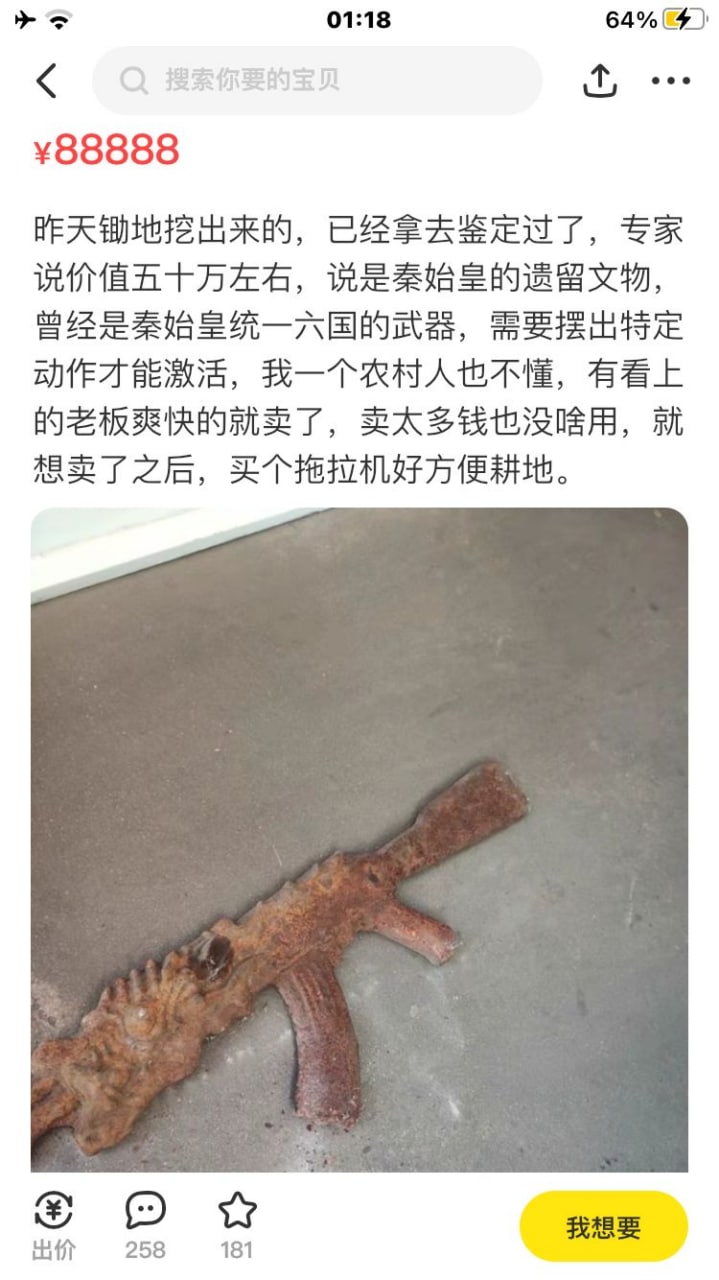 01:18
64%
搜索你要的宝贝
¥88888
昨天锄地挖出来的，已经拿去鉴定过了，专家
说价值五十万左右，说是秦始皇的遗留文物，
曾经是秦始皇统一六国的武器，需要摆出特定
动作才能激活，我一个农村人也不懂，有看上
的老板爽快的就卖了，卖太多钱也没啥用，就
想卖了之后，买个拖拉机好方便耕地。
出价
258
181
我想要